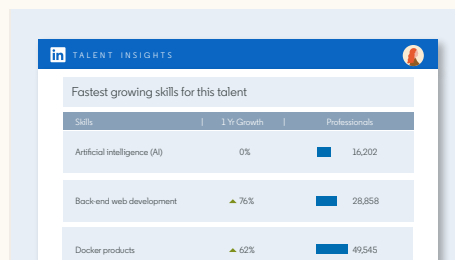 in TALENT INSIGHTS
Fastest growing skills for this talent
Skills | 1 Yr Growth | Professionals
Artificial intelligence (AI) 0% 16,202
Back-end web development 76% 28,858
Docker products 62% 49,545